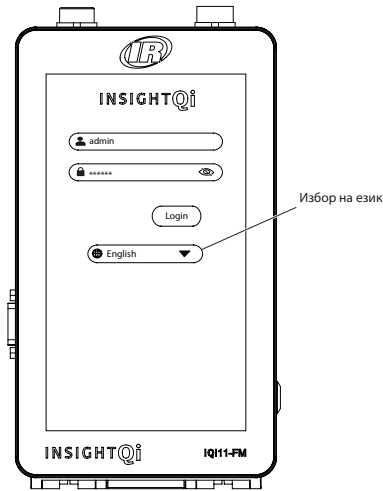 IR
INSIGHTQi
admin
******
Login
Избор на език
English
INSIGHTQi
IQI11-FM